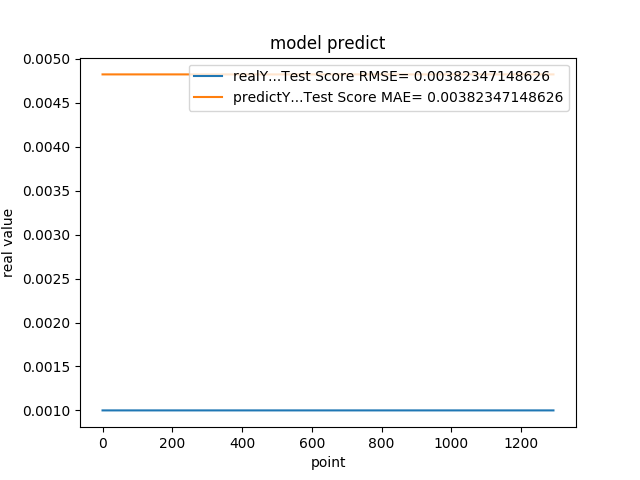 model predict
realY...Test Score RMSE= 0.00382347148626
predictY...Test Score MAE= 0.00382347148626
0.0050
0.0045
0.0040
0.0035
0.0030
0.0025
0.0020
0.0015
0.0010
real value
0 200 400 600 800 1000 1200
point